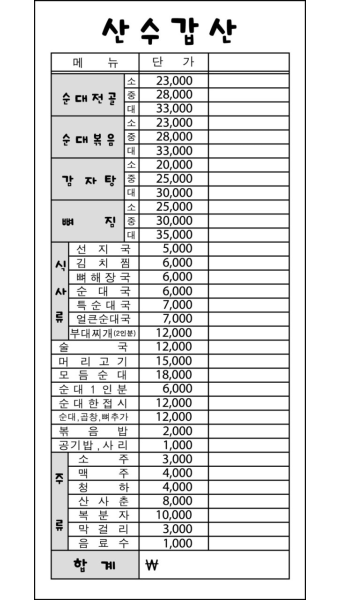 산수갑산
메 뉴 단 가
순대전골 소 23,000
중 28,000
대 33,000
순대볶음 소 23,000
중 28,000
대 33,000
감자탕 소 20,000
중 25,000
대 30,000
뼈 찜 소 25,000
중 30,000
대 35,000
식사류
선지국 5,000
김치찜 6,000
뼈해장국 6,000
순대국 6,000
특순대국 7,000
얼큰순대국 7,000
부대찌개(2인분) 12,000
술 국 12,000
머리고기 15,000
모듬순대 18,000
순대1인분 6,000
순대한접시 12,000
순대,곱창,뼈추가 12,000
볶음밥 2,000
공기밥,사리 1,000
주류
소 주 3,000
맥 주 4,000
청 하 4,000
산사춘 8,000
복분자 10,000
막걸리 3,000
음료수 1,000
합 계 ₩